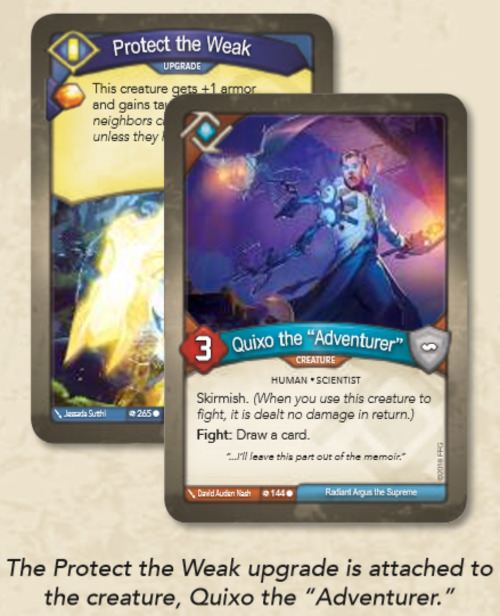 Protect the Weak
UPGRADE
This creature gets +1 armor
and gains
neighbors
unless they
Jessada Sutthi
265
3
Quixo the “Adventurer”
CREATURE
HUMAN • SCIENTIST
Skirmish. (When you use this creature to
fight, it is dealt no damage in return.)
Fight: Draw a card.
“...I’ll leave this part out of the memoir.”
©2018 FFG
David Auden Nash
144
Radiant Argus the Supreme
The Protect the Weak upgrade is attached to
the creature, Quixo the “Adventurer.”